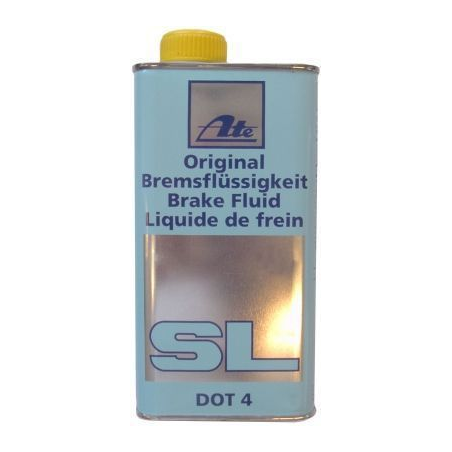 Ate
Original
Bremsflüssigkeit
Brake Fluid
Liquide de frein
SL
DOT 4